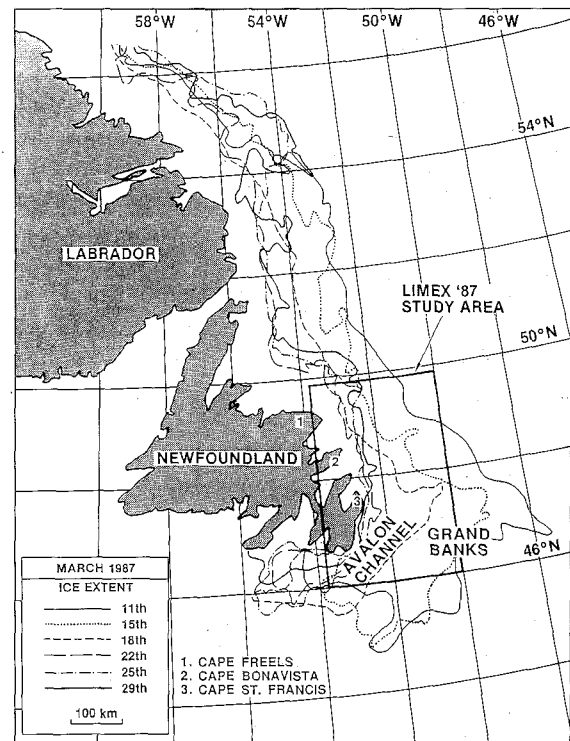 58°W 54°W 50°W 46°W
54°N
LABRADOR
LIMEX '87
STUDY AREA
50°N
1
NEWFOUNDLAND
2
3
AVALON
CHANNEL
GRAND
BANKS
46°N
MARCH 1987
ICE EXTENT
11th
15th
18th
22th
25th
29th
100 km
1. CAPE FREELS
2. CAPE BONAVISTA
3. CAPE ST. FRANCIS